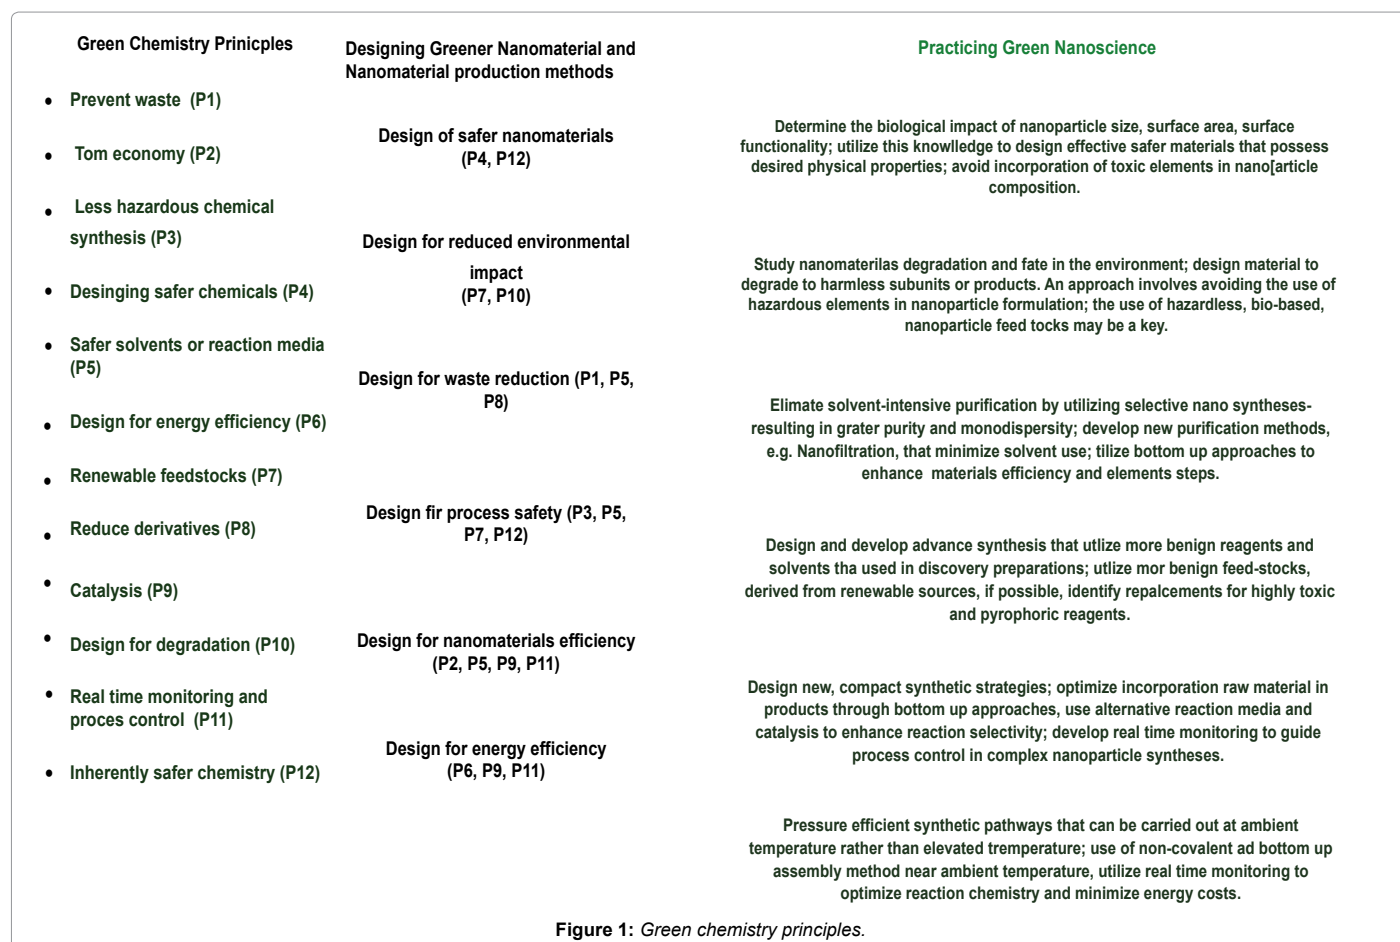 Green Chemistry Prinicples
• Prevent waste (P1)
• Tom economy (P2)
• Less hazardous chemical
synthesis (P3)
• Desinging safer chemicals (P4)
• Safer solvents or reaction media
(P5)
• Design for energy efficiency (P6)
• Renewable feedstocks (P7)
• Reduce derivatives (P8)
• Catalysis (P9)
• Design for degradation (P10)
• Real time monitoring and
proces control (P11)
• Inherently safer chemistry (P12)
Designing Greener Nanomaterial and
Nanomaterial production methods
Design of safer nanomaterials
(P4, P12)
Design for reduced environmental
impact
(P7, P10)
Design for waste reduction (P1, P5,
P8)
Design fir process safety (P3, P5,
P7, P12)
Design for nanomaterials efficiency
(P2, P5, P9, P11)
Design for energy efficiency
(P6, P9, P11)
Practicing Green Nanoscience
Determine the biological impact of nanoparticle size, surface area, surface
functionality; utilize this knowlledge to design effective safer materials that possess
desired physical properties; avoid incorporation of toxic elements in nano[article
composition.
Study nanomaterilas degradation and fate in the environment; design material to
degrade to harmless subunits or products. An approach involves avoiding the use of
hazardous elements in nanoparticle formulation; the use of hazardless, bio-based,
nanoparticle feed tocks may be a key.
Elimate solvent-intensive purification by utilizing selective nano syntheses-
resulting in grater purity and monodispersity; develop new purification methods,
e.g. Nanofiltration, that minimize solvent use; tilize bottom up approaches to
enhance materials efficiency and elements steps.
Design and develop advance synthesis that utlize more benign reagents and
solvents tha used in discovery preparations; utlize mor benign feed-stocks,
derived from renewable sources, if possible, identify repalcements for highly toxic
and pyrophoric reagents.
Design new, compact synthetic strategies; optimize incorporation raw material in
products through bottom up approaches, use alternative reaction media and
catalysis to enhance reaction selectivity; develop real time monitoring to guide
process control in complex nanoparticle syntheses.
Pressure efficient synthetic pathways that can be carried out at ambient
temperature rather than elevated tremperature; use of non-covalent ad bottom up
assembly method near ambient temperature, utilize real time monitoring to
optimize reaction chemistry and minimize energy costs.
Figure 1: Green chemistry principles.